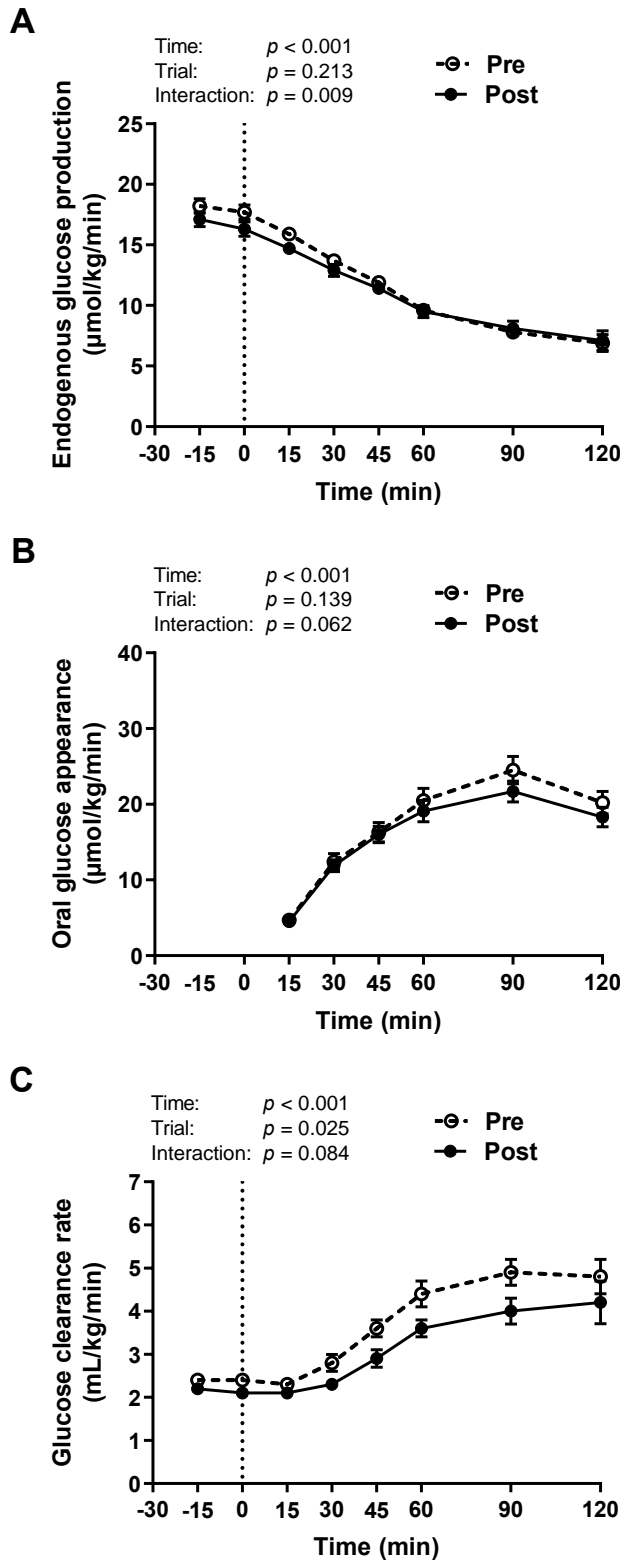 A
Time: p < 0.001
Trial: p = 0.213
Interaction: p = 0.009
Pre
Post
Endogenous glucose production
(µmol/kg/min)
25
20
15
10
5
0
-30 -15 0 15 30 45 60 90 120
Time (min)
B
Time: p < 0.001
Trial: p = 0.139
Interaction: p = 0.062
Pre
Post
Oral glucose appearance
(µmol/kg/min)
40
30
20
10
0
-30 -15 0 15 30 45 60 90 120
Time (min)
C
Time: p < 0.001
Trial: p = 0.025
Interaction: p = 0.084
Pre
Post
Glucose clearance rate
(mL/kg/min)
7
6
5
4
3
2
1
0
-30 -15 0 15 30 45 60 90 120
Time (min)